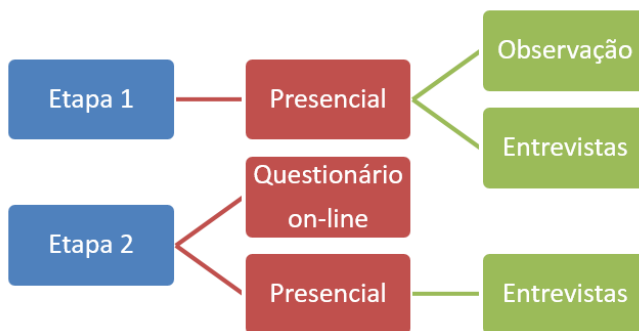 Etapa 1
Presencial
Observação
Entrevistas
Etapa 2
Questionário
on-line
Presencial
Entrevistas